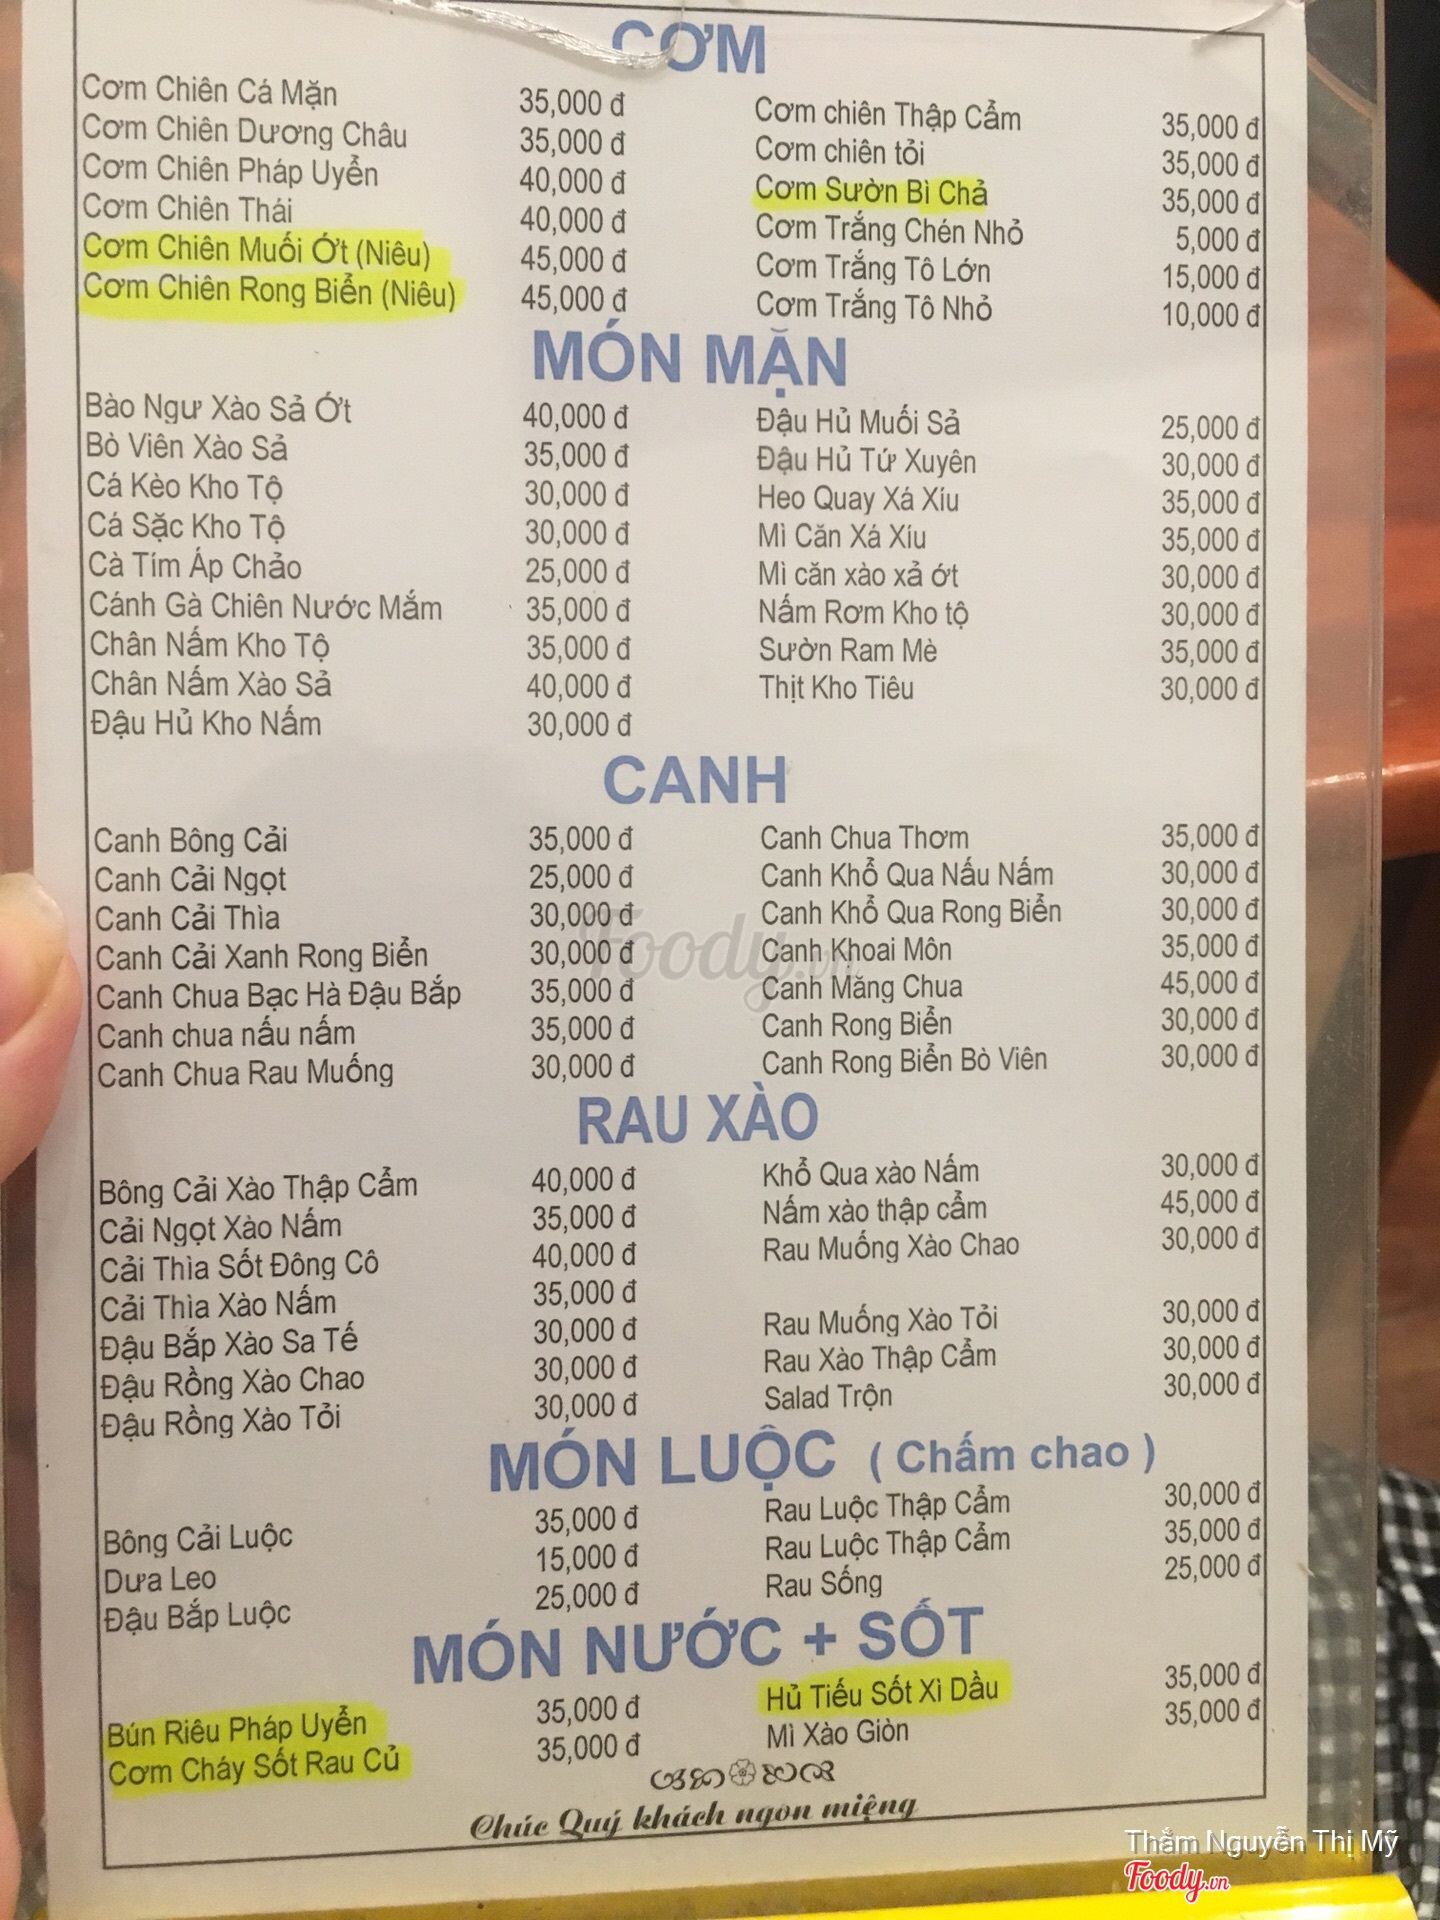 CƠM
Cơm Chiên Cá Mặn 35,000 đ Cơm chiên Thập Cẩm 35,000 đ
Cơm Chiên Dương Châu 35,000 đ Cơm chiên tỏi 35,000 đ
Cơm Chiên Pháp Uyển 40,000 đ Cơm Sườn Bì Chả 35,000 đ
Cơm Chiên Thái 40,000 đ Cơm Trắng Chén Nhỏ 5,000 đ
Cơm Chiên Muối Ớt (Niêu) 45,000 đ Cơm Trắng Tô Lớn 15,000 đ
Cơm Chiên Rong Biển (Niêu) 45,000 đ Cơm Trắng Tô Nhỏ 10,000 đ
MÓN MẶN
Bào Ngư Xào Sả Ớt 40,000 đ Đậu Hủ Muối Sả 25,000 đ
Bò Viên Xào Sả 35,000 đ Đậu Hủ Tứ Xuyên 30,000 đ
Cá Kèo Kho Tộ 30,000 đ Heo Quay Xá Xíu 35,000 đ
Cá Sặc Kho Tộ 30,000 đ Mì Căn Xá Xíu 35,000 đ
Cà Tím Áp Chảo 25,000 đ Mì căn xào xả ớt 30,000 đ
Cánh Gà Chiên Nước Mắm 35,000 đ Nấm Rơm Kho tộ 30,000 đ
Chân Nấm Kho Tộ 35,000 đ Sườn Ram Mè 35,000 đ
Chân Nấm Xào Sả 40,000 đ Thịt Kho Tiêu 30,000 đ
Đậu Hủ Kho Nấm 30,000 đ
CANH
Canh Bông Cải 35,000 đ Canh Chua Thơm 35,000 đ
Canh Cải Ngọt 25,000 đ Canh Khổ Qua Nấu Nấm 30,000 đ
Canh Cải Thìa 30,000 đ Canh Khổ Qua Rong Biển 30,000 đ
Canh Cải Xanh Rong Biển 30,000 đ Canh Khoai Môn 35,000 đ
Canh Chua Bạc Hà Đậu Bắp 35,000 đ Canh Măng Chua 45,000 đ
Canh chua nấu nấm 35,000 đ Canh Rong Biển 30,000 đ
Canh Chua Rau Muống 30,000 đ Canh Rong Biển Bò Viên 30,000 đ
Foody.vn
RAU XÀO
Bông Cải Xào Thập Cẩm 40,000 đ Khổ Qua xào Nấm 30,000 đ
Cải Ngọt Xào Nấm 35,000 đ Nấm xào thập cẩm 45,000 đ
Cải Thìa Sốt Đông Cô 40,000 đ Rau Muống Xào Chao 30,000 đ
Cải Thìa Xào Nấm 35,000 đ
Đậu Bắp Xào Sa Tế 30,000 đ Rau Muống Xào Tỏi 30,000 đ
Đậu Rồng Xào Chao 30,000 đ Rau Xào Thập Cẩm 30,000 đ
Đậu Rồng Xào Tỏi 30,000 đ Salad Trộn 30,000 đ
MÓN LUỘC ( Chấm chao )
Bông Cải Luộc 35,000 đ Rau Luộc Thập Cẩm 30,000 đ
Dưa Leo 15,000 đ Rau Luộc Thập Cẩm 35,000 đ
Đậu Bắp Luộc 25,000 đ Rau Sống 25,000 đ
MÓN NƯỚC + SỐT
Bún Riêu Pháp Uyển 35,000 đ Hủ Tiếu Sốt Xì Dầu 35,000 đ
Cơm Cháy Sốt Rau Củ 35,000 đ Mì Xào Giòn 35,000 đ
Chúc Quý khách ngon miệng
Thắm Nguyễn Thị Mỹ
Foody.vn